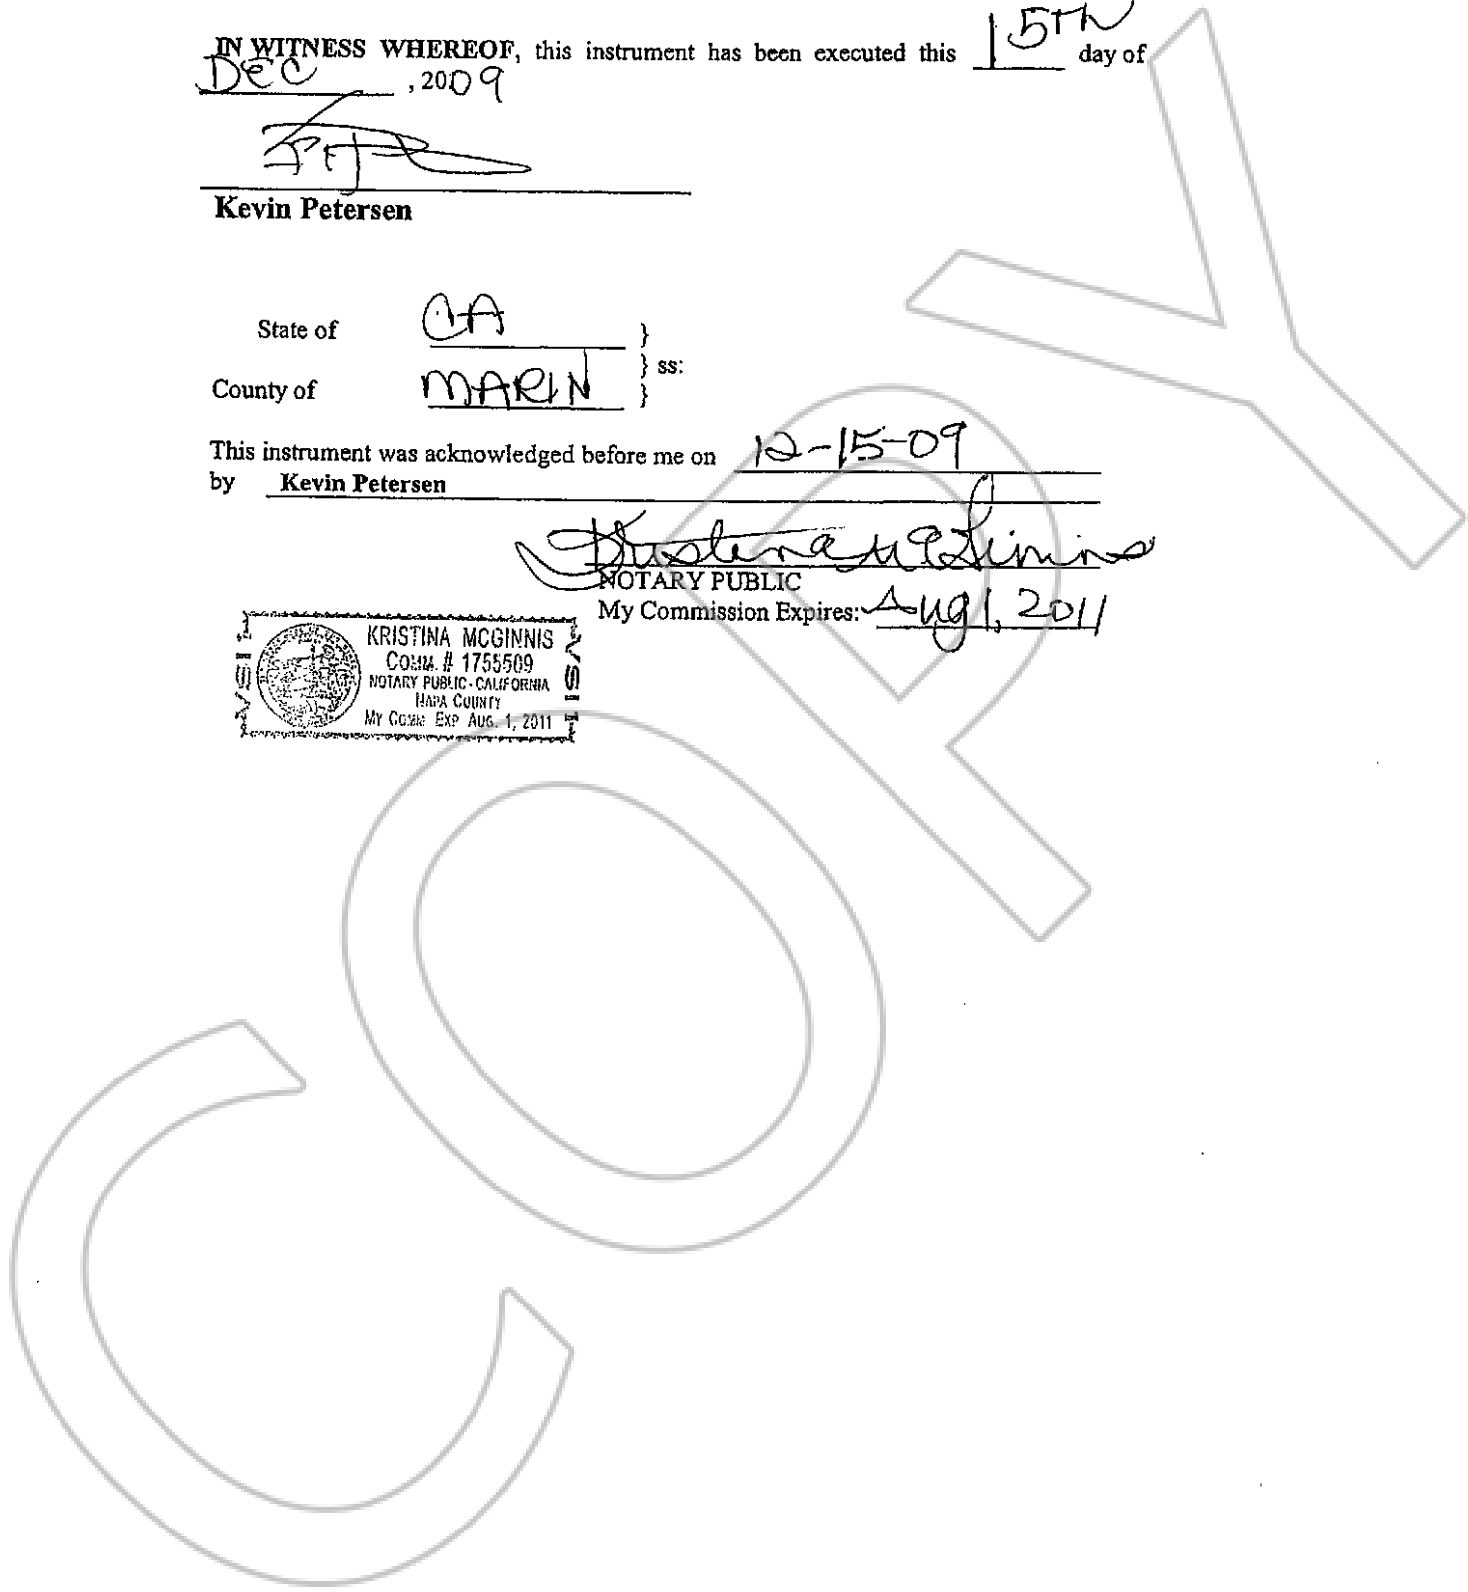 IN WITNESS WHEREOF, this instrument has been executed this 15TH day of
DEC , 2009
Kevin Petersen
State of CA }
} ss:
County of MARIN }
This instrument was acknowledged before me on 12-15-09
by Kevin Petersen
Kristina McGinnis
NOTARY PUBLIC
My Commission Expires: Aug 1, 2011
KRISTINA MCGINNIS
COMM. # 1755509
NOTARY PUBLIC - CALIFORNIA
NAPA COUNTY
MY COMM. EXP. AUG. 1, 2011
COPY